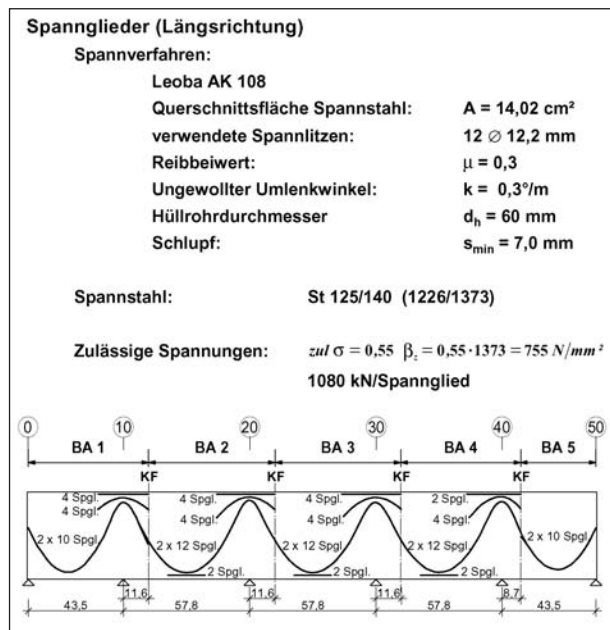 Spannglieder (Längsrichtung)
Spannverfahren:
Leoba AK 108
Querschnittsfläche Spannstahl: A = 14,02 cm²
verwendete Spannlitzen: 12 ∅ 12,2 mm
Reibbeiwert: μ = 0,3
Ungewollter Umlenkwinkel: k = 0,3°/m
Hüllrohrdurchmesser dh = 60 mm
Schlupf: smin = 7,0 mm
Spannstahl: St 125/140 (1226/1373)
Zulässige Spannungen: zul σ = 0,55 βz = 0,55·1373 = 755 N/mm²
1080 kN/Spannglied
0 10 20 30 40 50
BA 1 BA 2 BA 3 BA 4 BA 5
KF KF KF KF
4 Spgl. 4 Spgl. 4 Spgl. 2 Spgl.
4 Spgl. 4 Spgl. 4 Spgl. 4 Spgl.
2 x 10 Spgl. 2 x 12 Spgl. 2 x 12 Spgl. 2 x 12 Spgl. 2 x 10 Spgl.
2 Spgl. 2 Spgl. 2 Spgl.
11,6 11,6 11,6 8,7
43,5 57,8 57,8 57,8 43,5